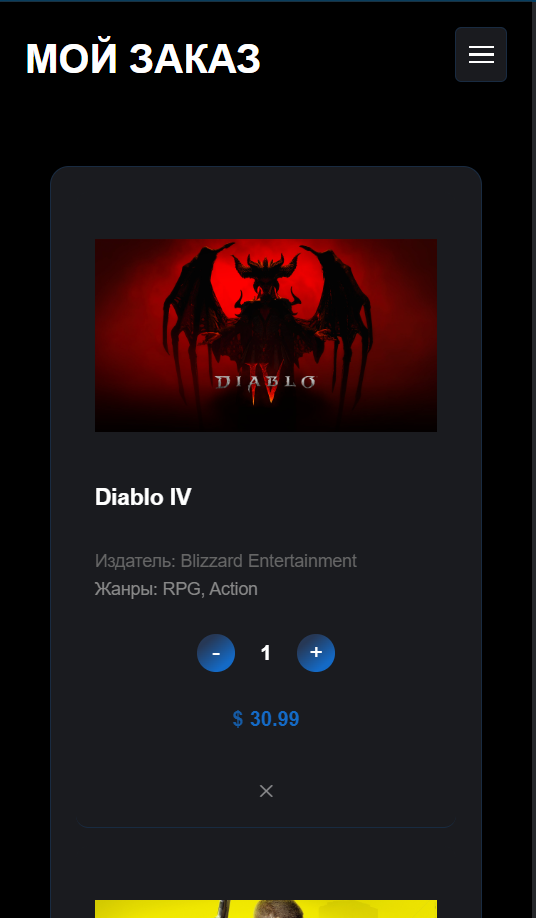 МОЙ ЗАКАЗ
DIABLO
IV
Diablo IV
Издатель: Blizzard Entertainment
Жанры: RPG, Action
- 1 +
$ 30.99
×